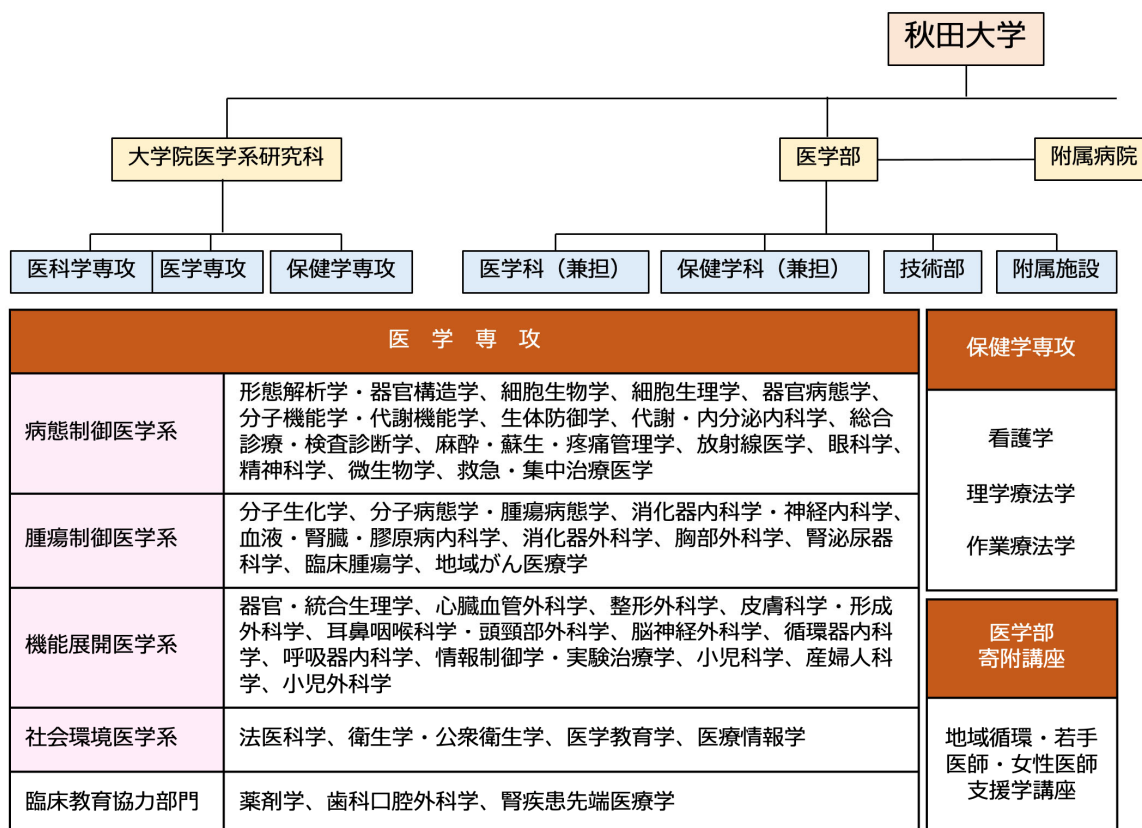 秋田大学
大学院医学系研究科
医学部
附属病院
医科学専攻
医学専攻
保健学専攻
医学科（兼担）
保健学科（兼担）
技術部
附属施設
医 学 専 攻
病態制御医学系
形態解析学・器官構造学、細胞生物学、細胞生理学、器官病態学、
分子機能学・代謝機能学、生体防御学、代謝・内分泌内科学、総合
診療・検査診断学、麻酔・蘇生・疼痛管理学、放射線医学、眼科学、
精神科学、微生物学、救急・集中治療医学
腫瘍制御医学系
分子生化学、分子病態学・腫瘍病態学、消化器内科学・神経内科学、
血液・腎臓・膠原病内科学、消化器外科学、胸部外科学、腎泌尿器
科学、臨床腫瘍学、地域がん医療学
機能展開医学系
器官・統合生理学、心臓血管外科学、整形外科学、皮膚科学・形成
外科学、耳鼻咽喉科学・頭頸部外科学、脳神経外科学、循環器内科
学、呼吸器内科学、情報制御学・実験治療学、小児科学、産婦人科
学、小児外科学
社会環境医学系
法医科学、衛生学・公衆衛生学、医学教育学、医療情報学
臨床教育協力部門
薬剤学、歯科口腔外科学、腎疾患先端医療学
保健学専攻
看護学
理学療法学
作業療法学
医学部
寄附講座
地域循環・若手
医師・女性医師
支援学講座